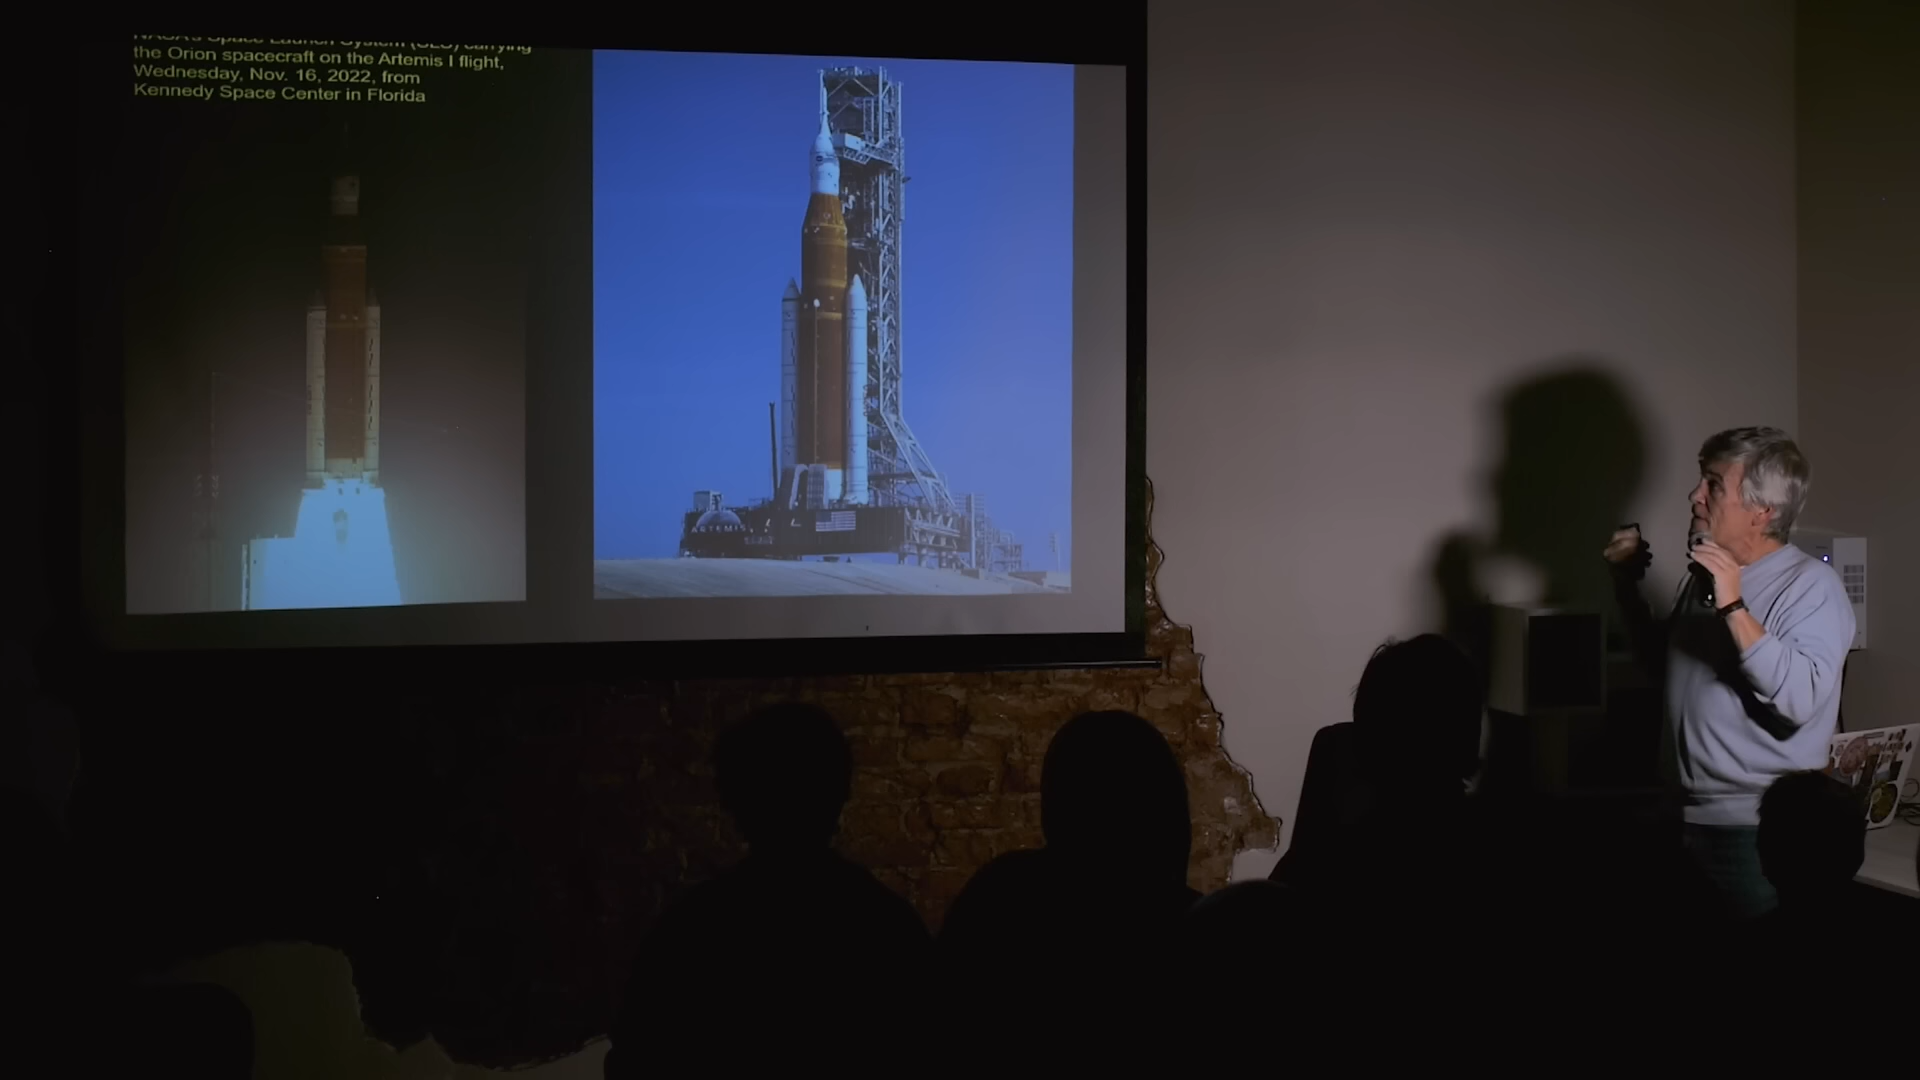 NASA's Space Launch System (SLS) carrying
the Orion spacecraft on the Artemis I flight,
Wednesday, Nov. 16, 2022, from
Kennedy Space Center in Florida
ARTEMIS